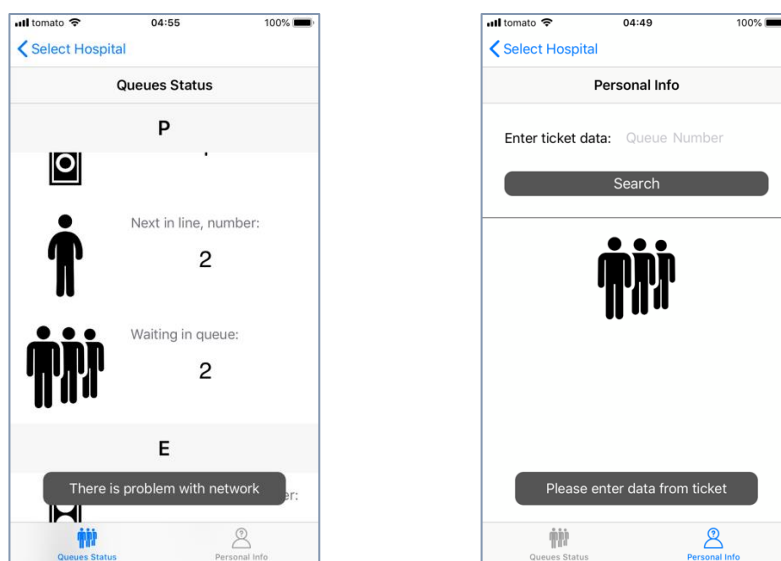 tomato 04:55 100%
Select Hospital
Queues Status
P
Next in line, number:
2
Waiting in queue:
2
E
There is problem with network
er:
Queues Status Personal Info
tomato 04:49 100%
Select Hospital
Personal Info
Enter ticket data: Queue Number
Search
Please enter data from ticket
Queues Status Personal Info